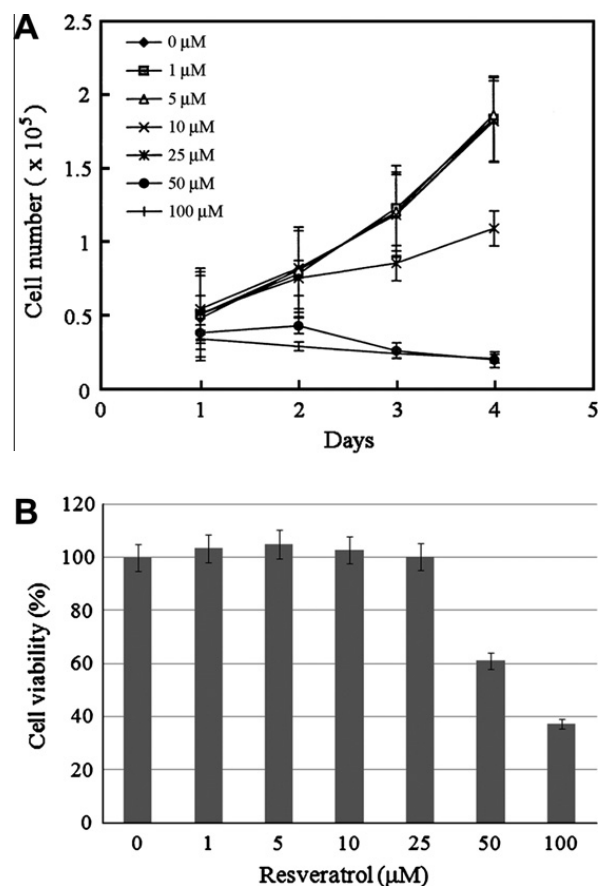 A
Cell number ( x 10⁵)
2.5
2
1.5
1
0.5
0
0 μM
1 μM
5 μM
10 μM
25 μM
50 μM
100 μM
0 1 2 3 4 5
Days
B
Cell viability (%)
120
100
80
60
40
20
0
0 1 5 10 25 50 100
Resveratrol (μM)